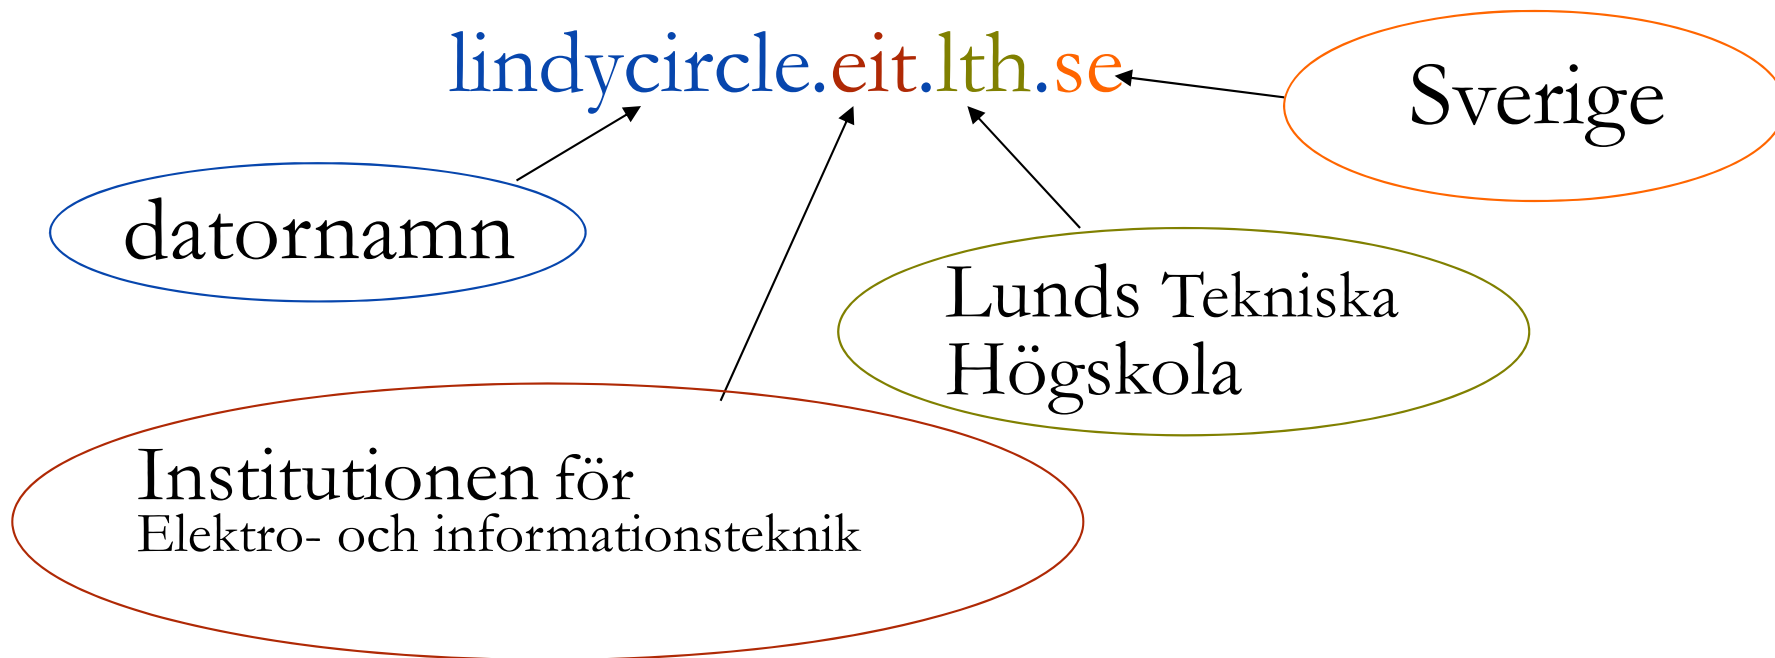 lindycircle.eit.lth.se
Sverige
datornamn
Lunds Tekniska
Högskola
Institutionen för
Elektro- och informationsteknik